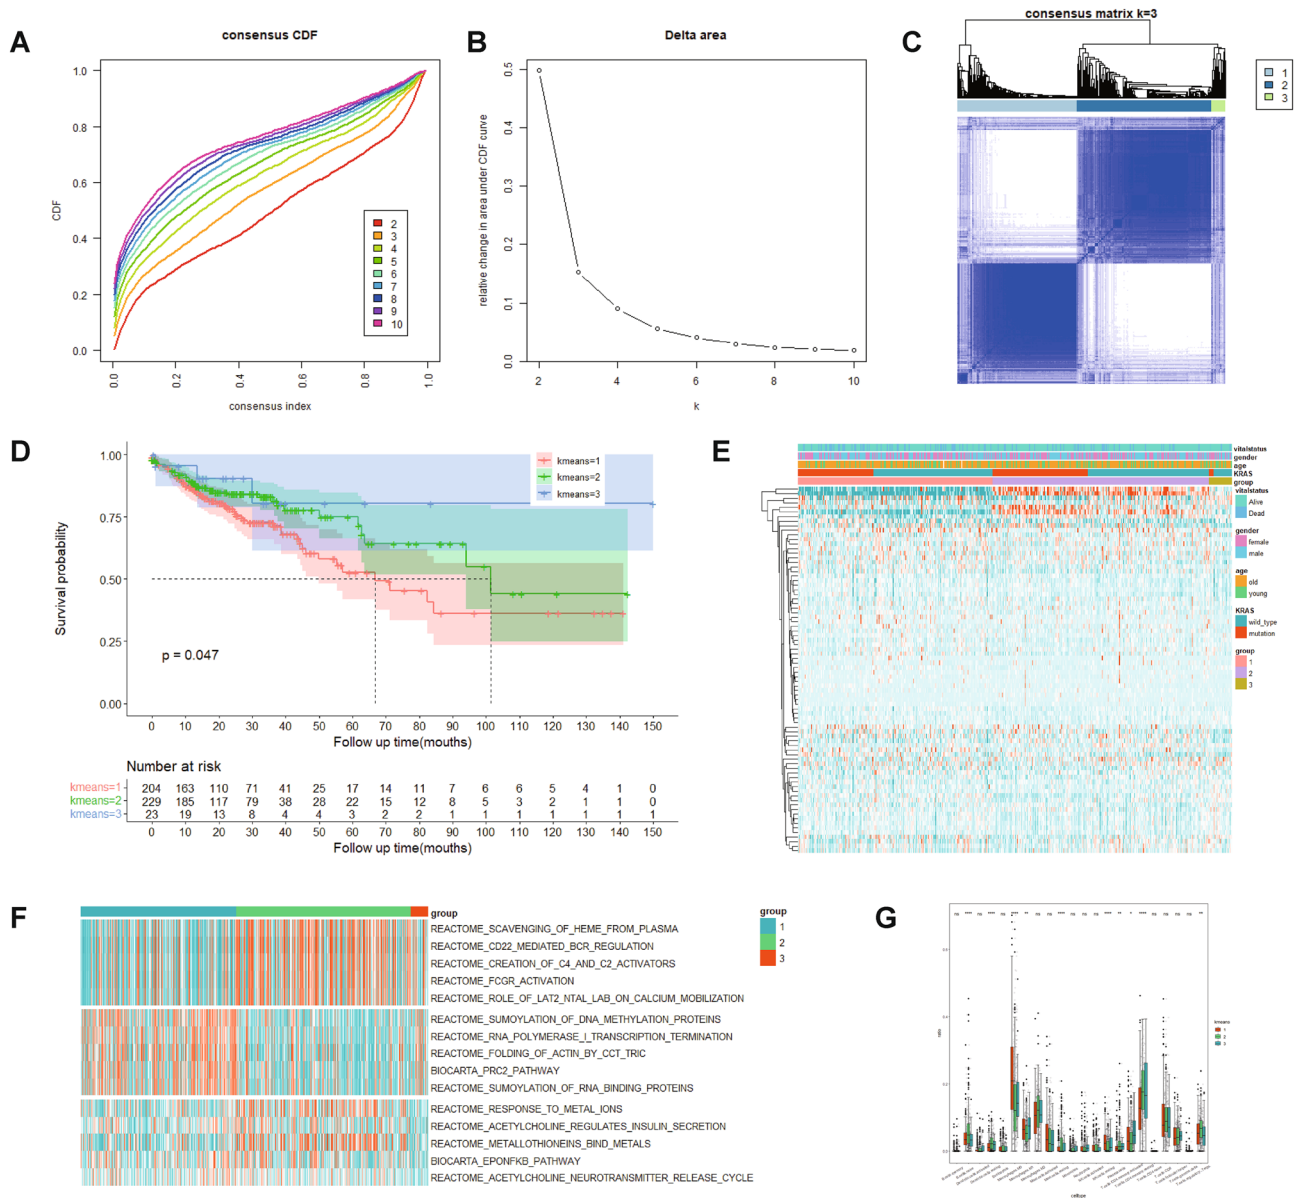 A
consensus CDF
CDF
1.0
0.8
0.6
0.4
0.2
0.0
0.0 0.2 0.4 0.6 0.8 1.0
consensus index
2
3
4
5
6
7
8
9
10
B
Delta area
relative change in area under CDF curve
0.5
0.4
0.3
0.2
0.1
0.0
2 4 6 8 10
k
C
consensus matrix k=3
1
2
3
D
Survival probability
1.00
0.75
0.50
0.25
0.00
kmeans=1
kmeans=2
kmeans=3
p = 0.047
0 10 20 30 40 50 60 70 80 90 100 110 120 130 140 150
Follow up time(mouths)
Number at risk
kmeans=1 204 163 110 71 41 25 17 14 11 7 6 6 5 4 1 0
kmeans=2 229 185 117 79 38 28 22 15 12 8 5 3 2 1 1 0
kmeans=3 23 19 13 8 4 4 3 2 2 1 1 1 1 1 1 1
0 10 20 30 40 50 60 70 80 90 100 110 120 130 140 150
Follow up time(mouths)
E
vitalstatus
gender
age
KRAS
group
vitalstatus
Alive
Dead
gender
female
male
age
old
young
KRAS
wild_type
mutation
group
1
2
3
F
group
REACTOME_SCAVENGING_OF_HEME_FROM_PLASMA
REACTOME_CD22_MEDIATED_BCR_REGULATION
REACTOME_CREATION_OF_C4_AND_C2_ACTIVATORS
REACTOME_FCGR_ACTIVATION
REACTOME_ROLE_OF_LAT2_NTAL_LAB_ON_CALCIUM_MOBILIZATION
REACTOME_SUMOYLATION_OF_DNA_METHYLATION_PROTEINS
REACTOME_RNA_POLYMERASE_I_TRANSCRIPTION_TERMINATION
REACTOME_FOLDING_OF_ACTIN_BY_CCT_TRIC
BIOCARTA_PRC2_PATHWAY
REACTOME_SUMOYLATION_OF_RNA_BINDING_PROTEINS
REACTOME_RESPONSE_TO_METAL_IONS
REACTOME_ACETYLCHOLINE_REGULATES_INSULIN_SECRETION
REACTOME_METALLOTHIONEINS_BIND_METALS
BIOCARTA_EPONFKB_PATHWAY
REACTOME_ACETYLCHOLINE_NEUROTRANSMITTER_RELEASE_CYCLE
group
1
2
3
G
kmeans
1
2
3
celltype